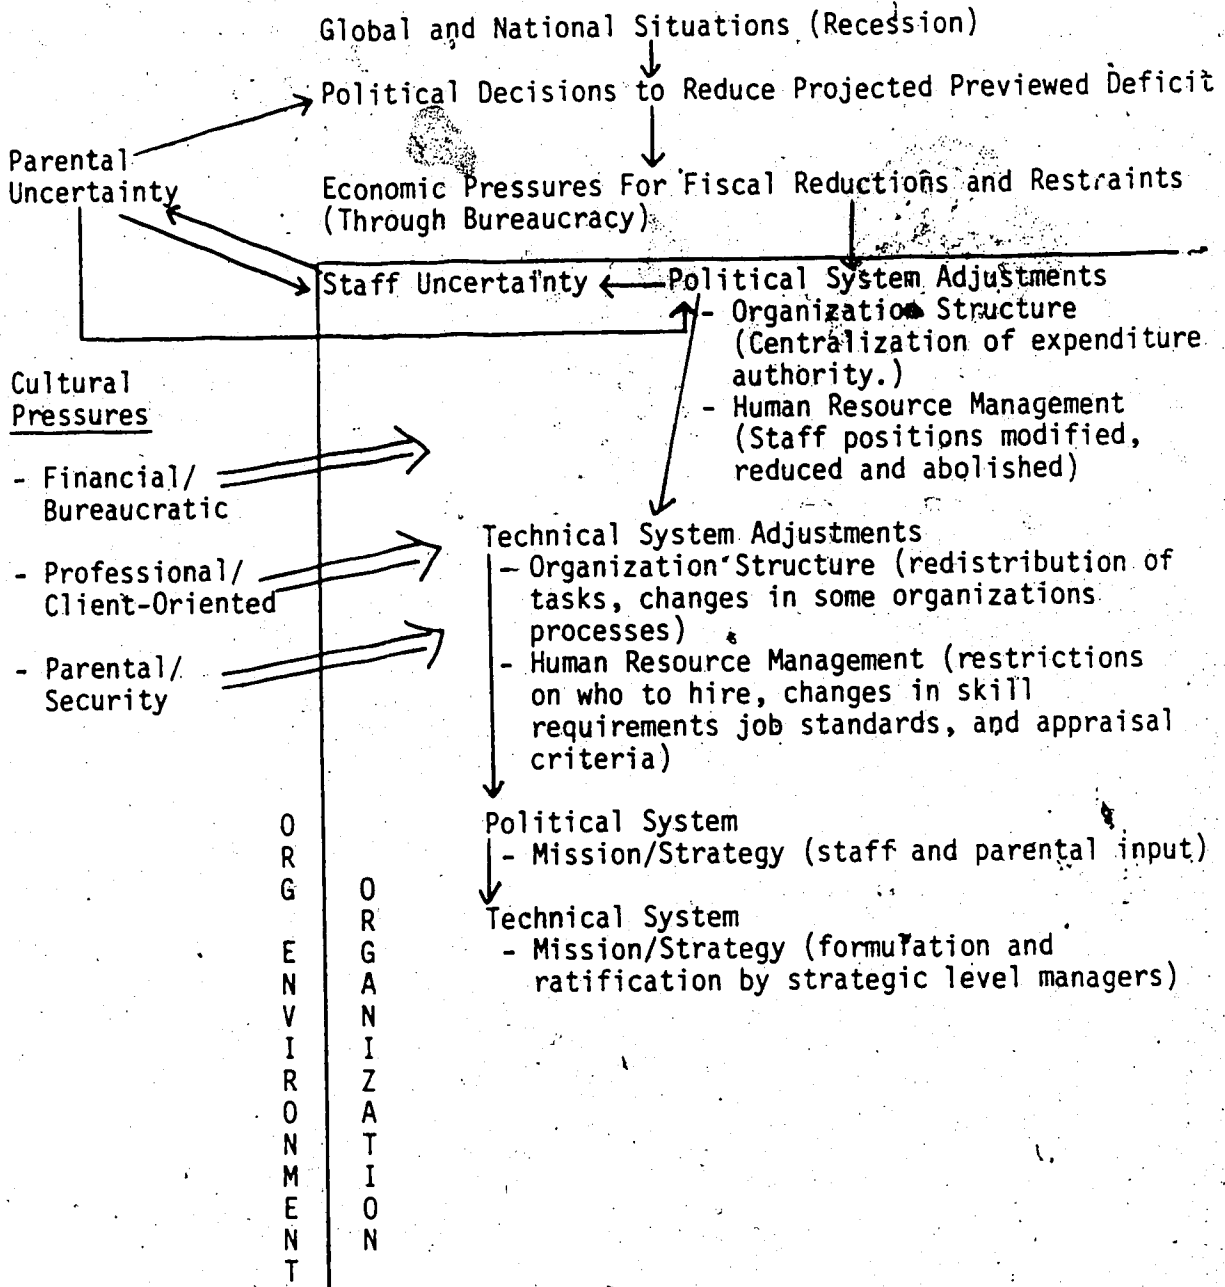 Global and National Situations (Recession)
Political Decisions to Reduce Projected Previewed Deficit
Parental
Uncertainty
Economic Pressures For Fiscal Reductions and Restraints
(Through Bureaucracy)
Staff Uncertainty
Political System Adjustments
- Organization Structure
(Centralization of expenditure
authority.)
- Human Resource Management
(Staff positions modified,
reduced and abolished)
Cultural
Pressures
- Financial/
Bureaucratic
- Professional/
Client-Oriented
- Parental/
Security
Technical System Adjustments
- Organization Structure (redistribution of
tasks, changes in some organizations
processes)
- Human Resource Management (restrictions
on who to hire, changes in skill
requirements job standards, and appraisal
criteria)
Political System
- Mission/Strategy (staff and parental input)
Technical System
- Mission/Strategy (formulation and
ratification by strategic level managers)
ORG ENVIRONMENT
ORGANIZATION